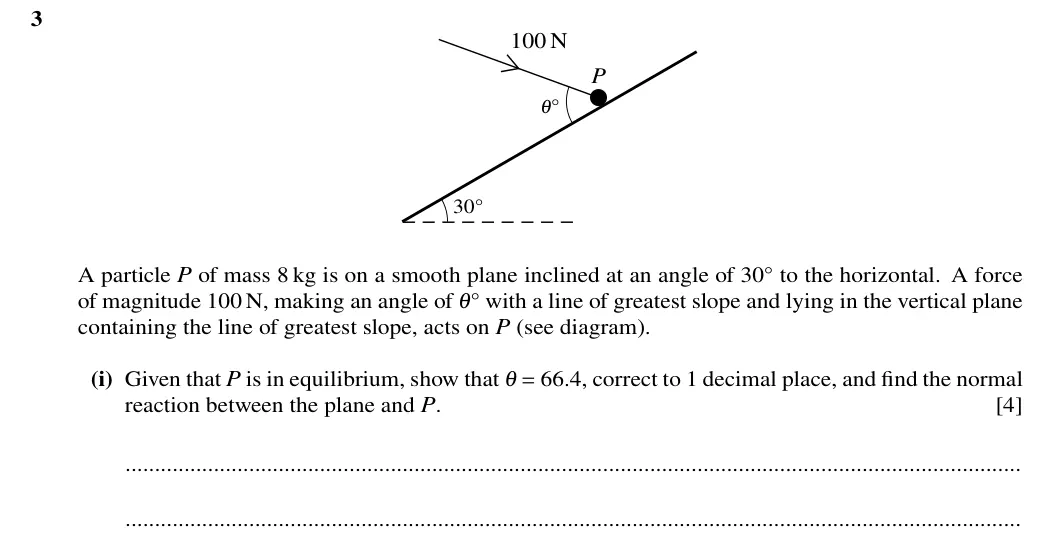 3
100 N
P
θ°
30°
A particle P of mass 8 kg is on a smooth plane inclined at an angle of 30° to the horizontal. A force
of magnitude 100 N, making an angle of θ° with a line of greatest slope and lying in the vertical plane
containing the line of greatest slope, acts on P (see diagram).
(i) Given that P is in equilibrium, show that θ = 66.4, correct to 1 decimal place, and find the normal
reaction between the plane and P. [4]